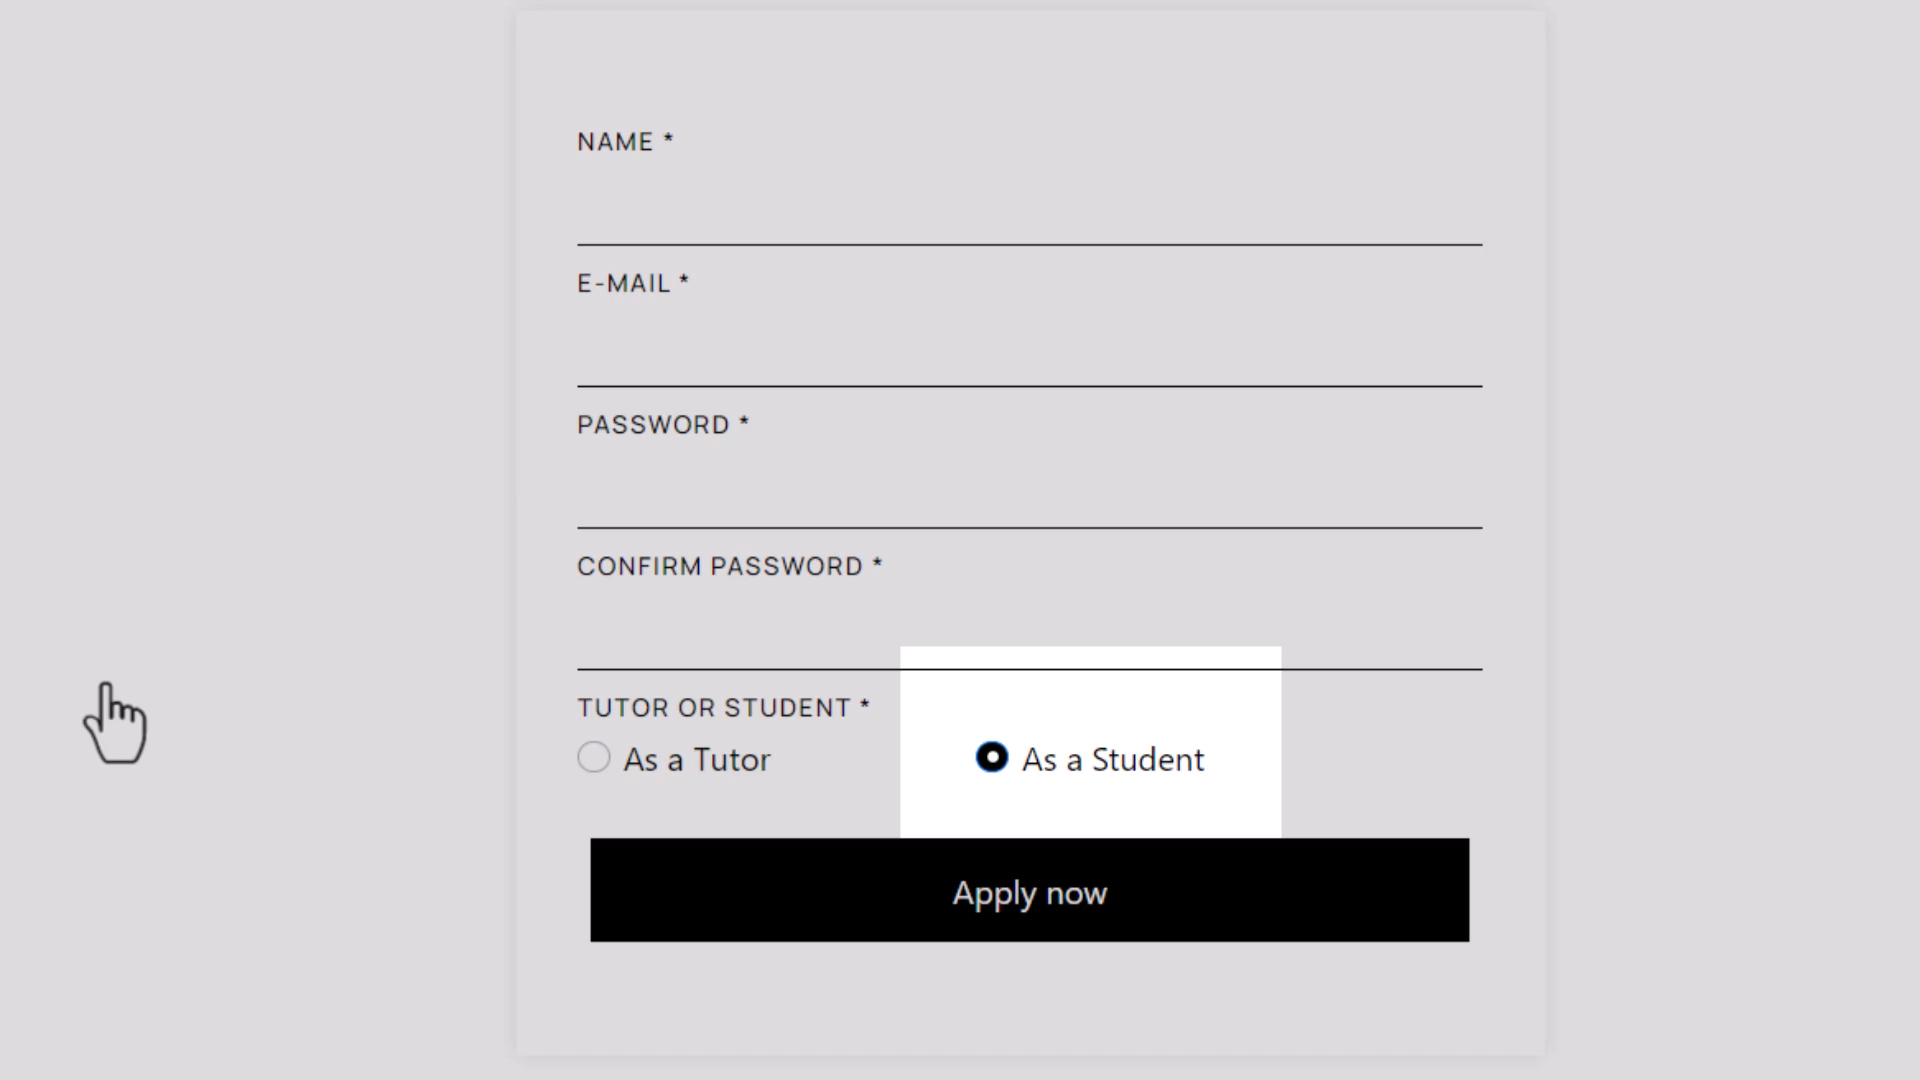 NAME *
E-MAIL *
PASSWORD *
CONFIRM PASSWORD *
TUTOR OR STUDENT *
As a Tutor
As a Student
Apply now